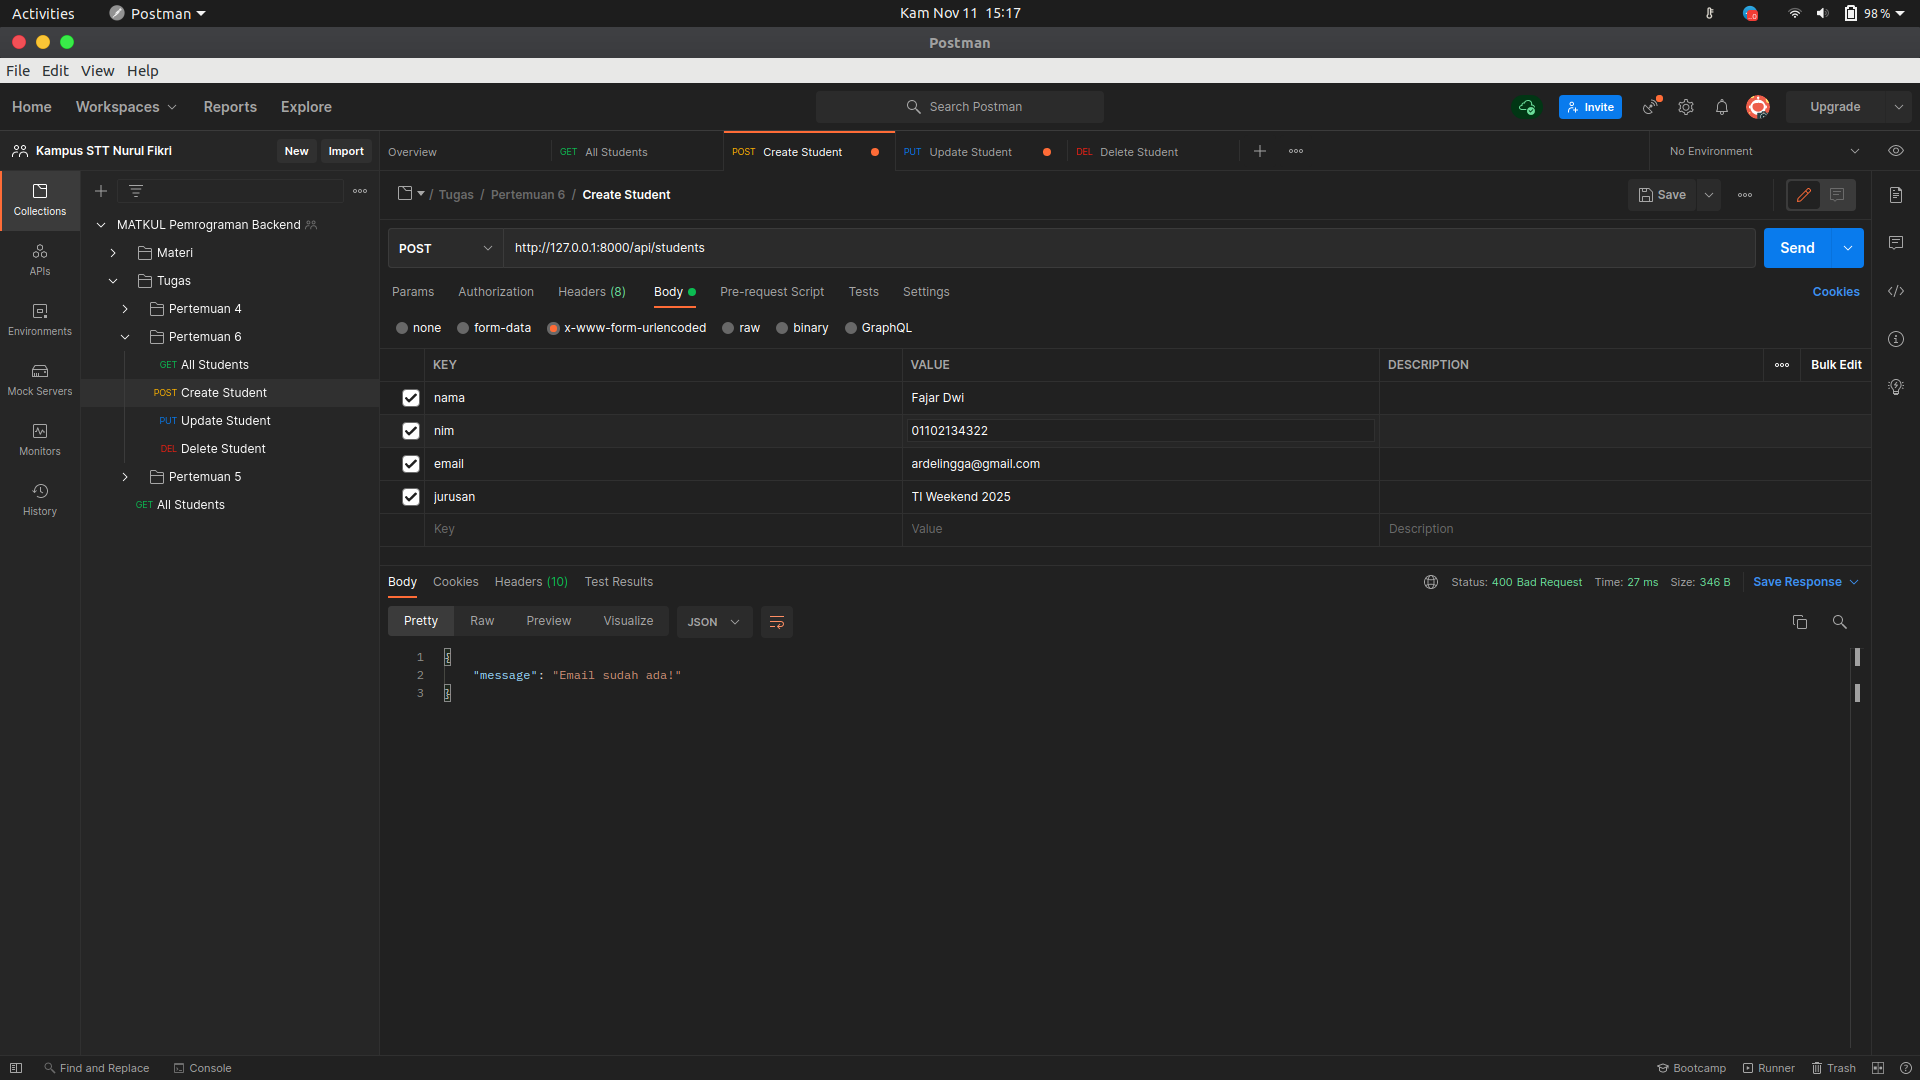 Activities Postman Kam Nov 11 15:17 98 %
Postman
File Edit View Help
Home Workspaces Reports Explore Search Postman Invite Upgrade
Kampus STT Nurul Fikri New Import Overview GET All Students POST Create Student PUT Update Student DEL Delete Student No Environment
Tugas / Pertemuan 6 / Create Student Save
Collections
APIs
Environments
Mock Servers
Monitors
History
MATKUL Pemrograman Backend
Materi
Tugas
Pertemuan 4
Pertemuan 6
GET All Students
POST Create Student
PUT Update Student
DEL Delete Student
Pertemuan 5
GET All Students
POST http://127.0.0.1:8000/api/students Send
Params Authorization Headers (8) Body Pre-request Script Tests Settings Cookies
none form-data x-www-form-urlencoded raw binary GraphQL
KEY VALUE DESCRIPTION Bulk Edit
nama Fajar Dwi
nim 01102134322
email ardelingga@gmail.com
jurusan TI Weekend 2025
Key Value Description
Body Cookies Headers (10) Test Results Status: 400 Bad Request Time: 27 ms Size: 346 B Save Response
Pretty Raw Preview Visualize JSON
1 {
2 "message": "Email sudah ada!"
3 }
Find and Replace Console Bootcamp Runner Trash